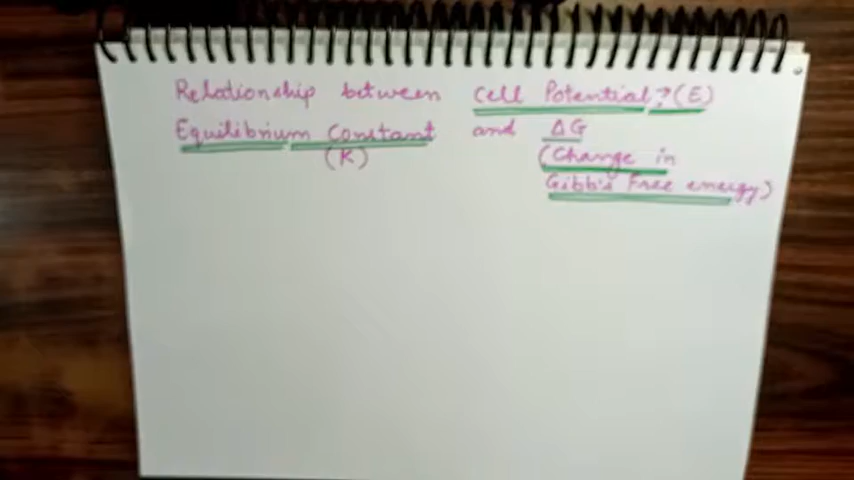 Relationship between Cell Potential? (E)
Equilibrium Constant and ΔG
(K) (Change in
Gibb's Free energy)